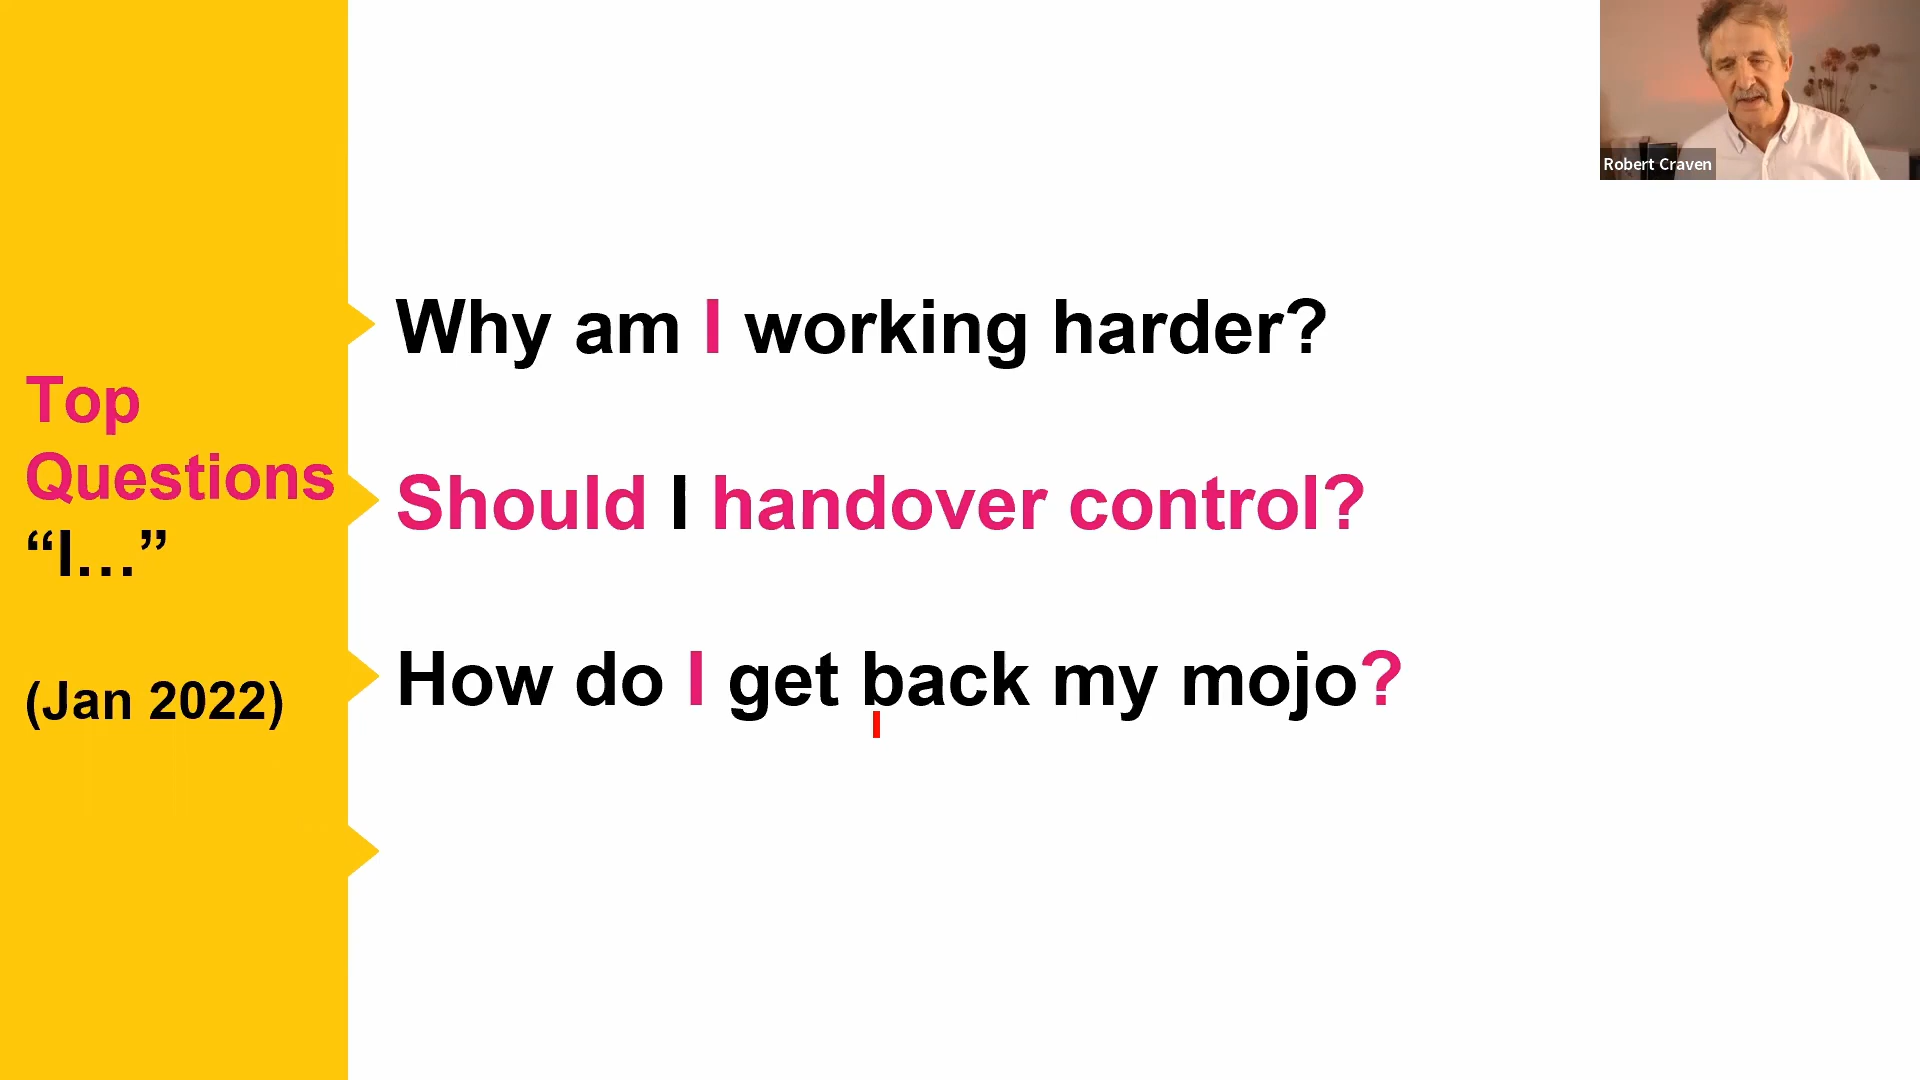 Top
Questions
“I…”
(Jan 2022)
Why am I working harder?
Should I handover control?
How do I get back my mojo?
Robert Craven